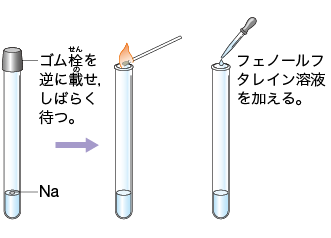 ゴム栓を
逆に載せ,
しばらく
待つ。
Na
フェノールフ
タレイン溶液
を加える。
せん
の